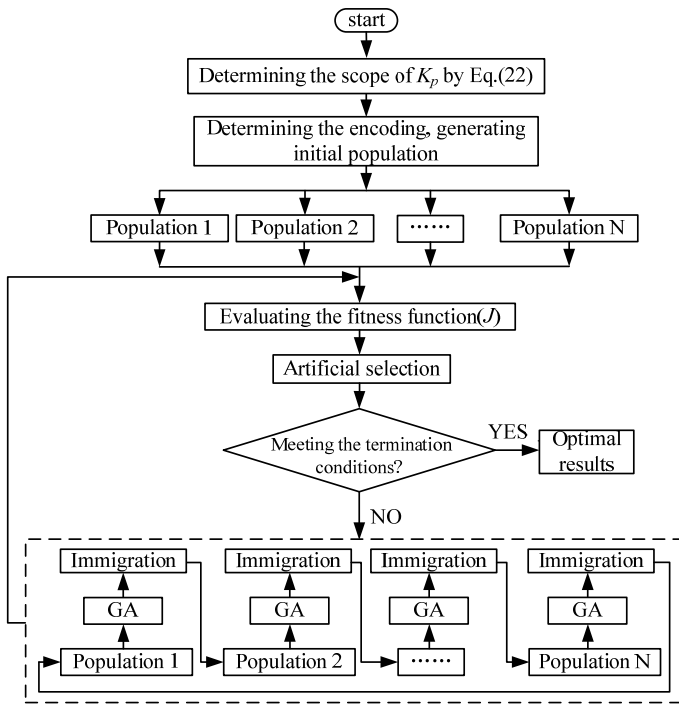 start
Determining the scope of Kp by Eq.(22)
Determining the encoding, generating
initial population
Population 1
Population 2
······
Population N
Evaluating the fitness function(J)
Artificial selection
Meeting the termination
conditions?
YES
Optimal
results
NO
Immigration
Immigration
Immigration
Immigration
GA
GA
GA
GA
Population 1
Population 2
······
Population N